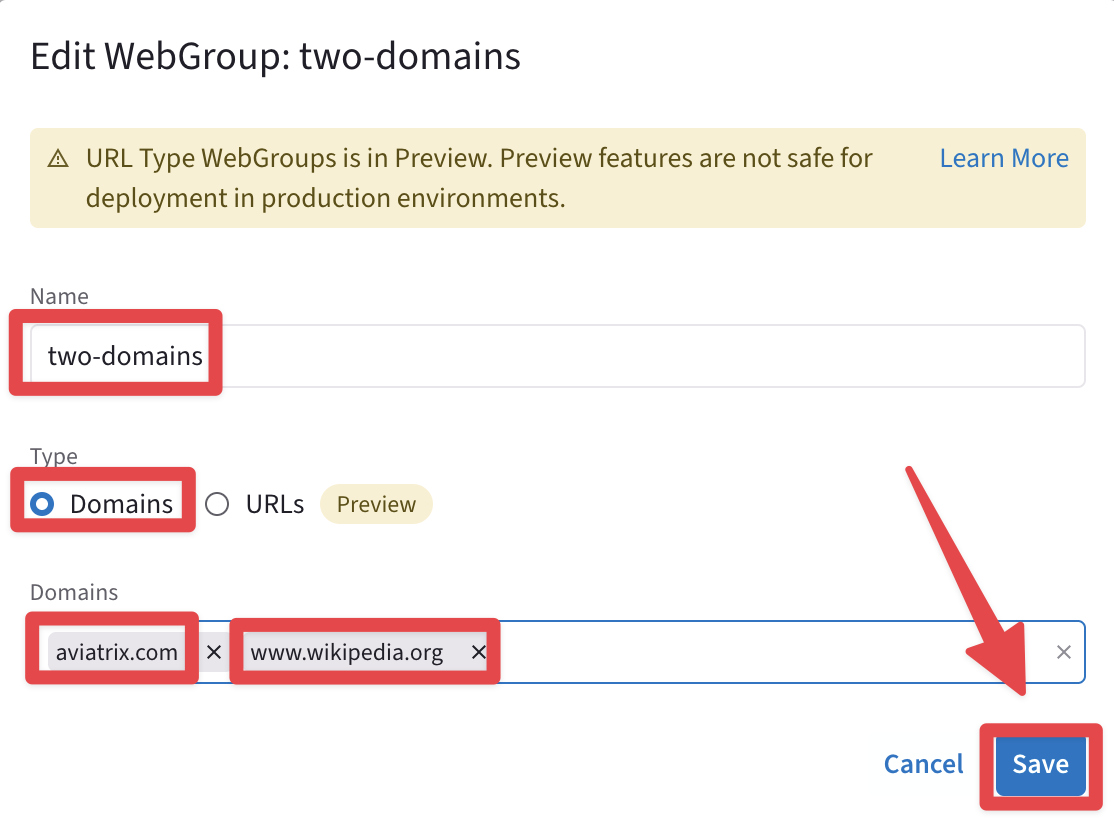 Edit WebGroup: two-domains
URL Type WebGroups is in Preview. Preview features are not safe for
deployment in production environments.
Learn More
Name
two-domains
Type
Domains
URLs
Preview
Domains
aviatrix.com
www.wikipedia.org
Cancel
Save